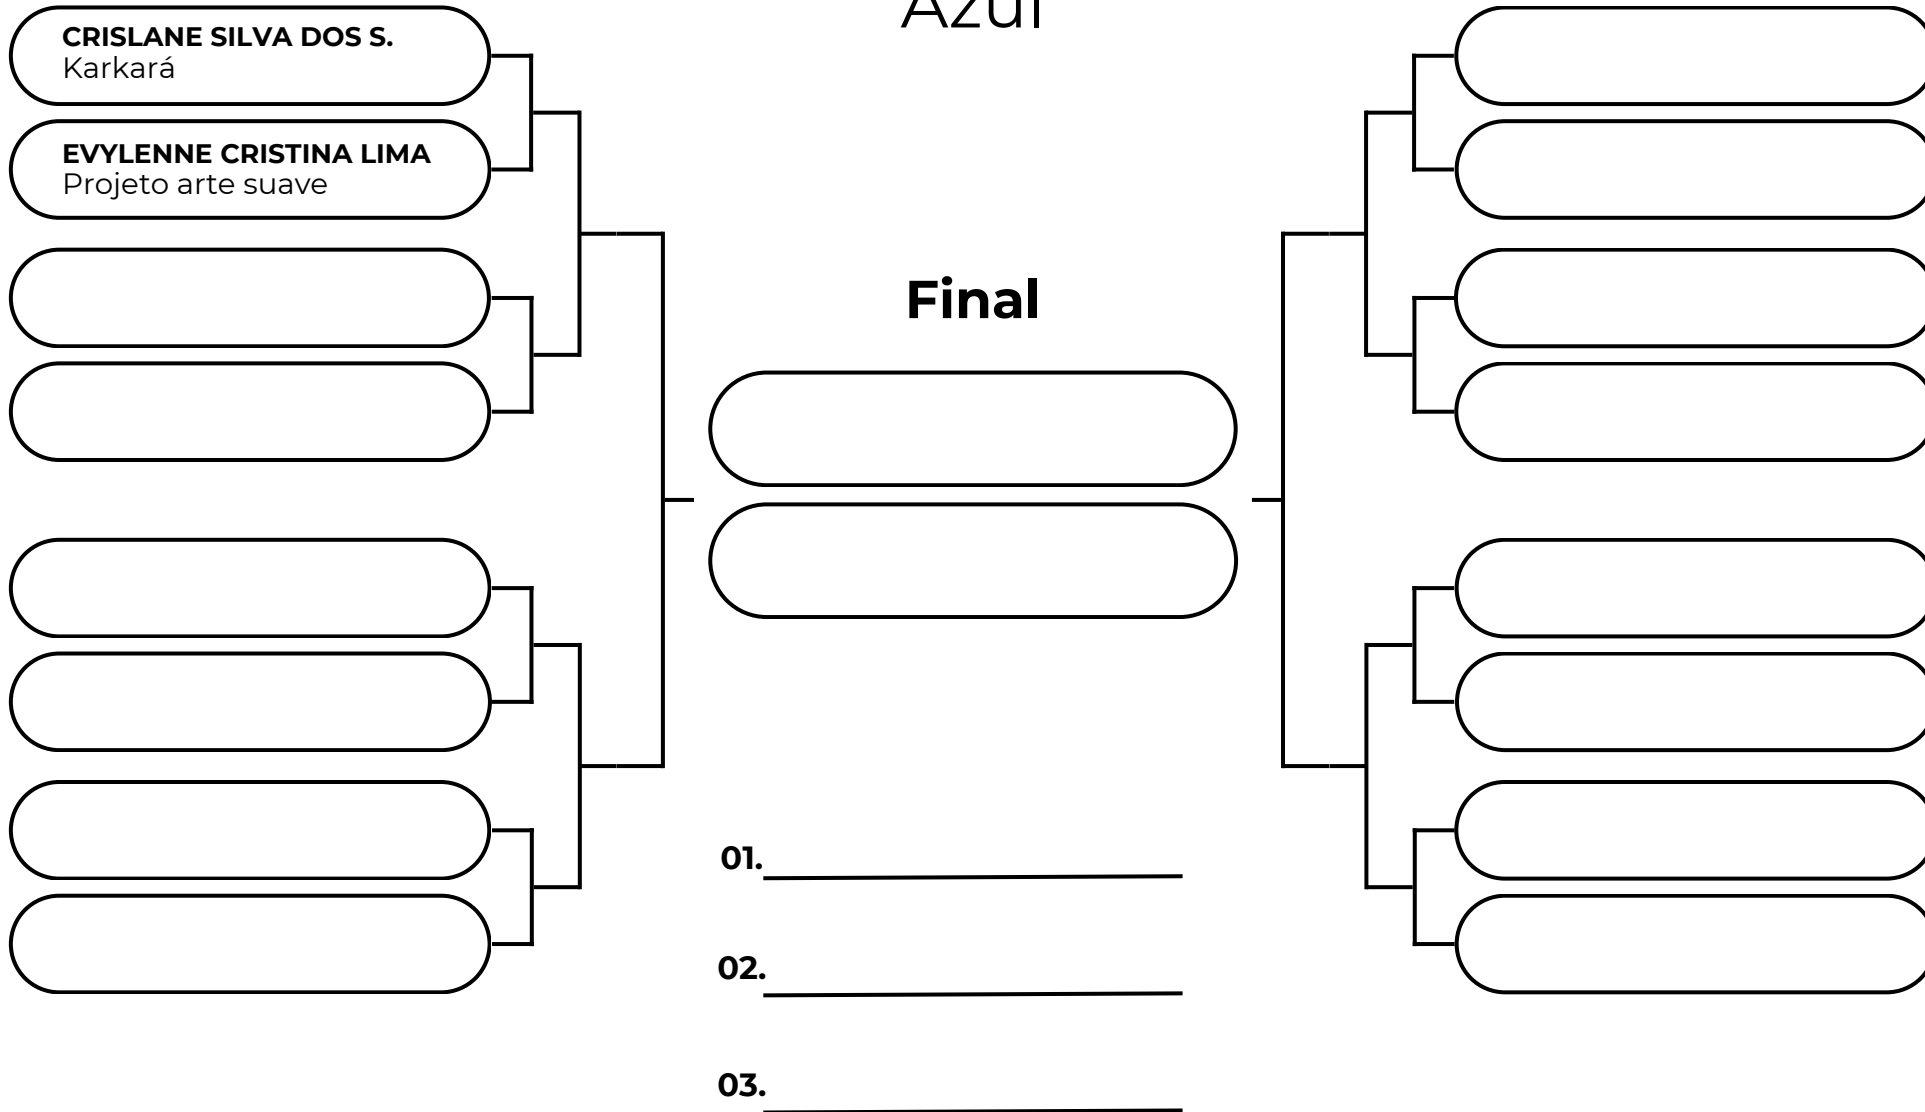 Azul
CRISLANE SILVA DOS S.
Karkará
EVYLENNE CRISTINA LIMA
Projeto arte suave
Final
01.
02.
03.